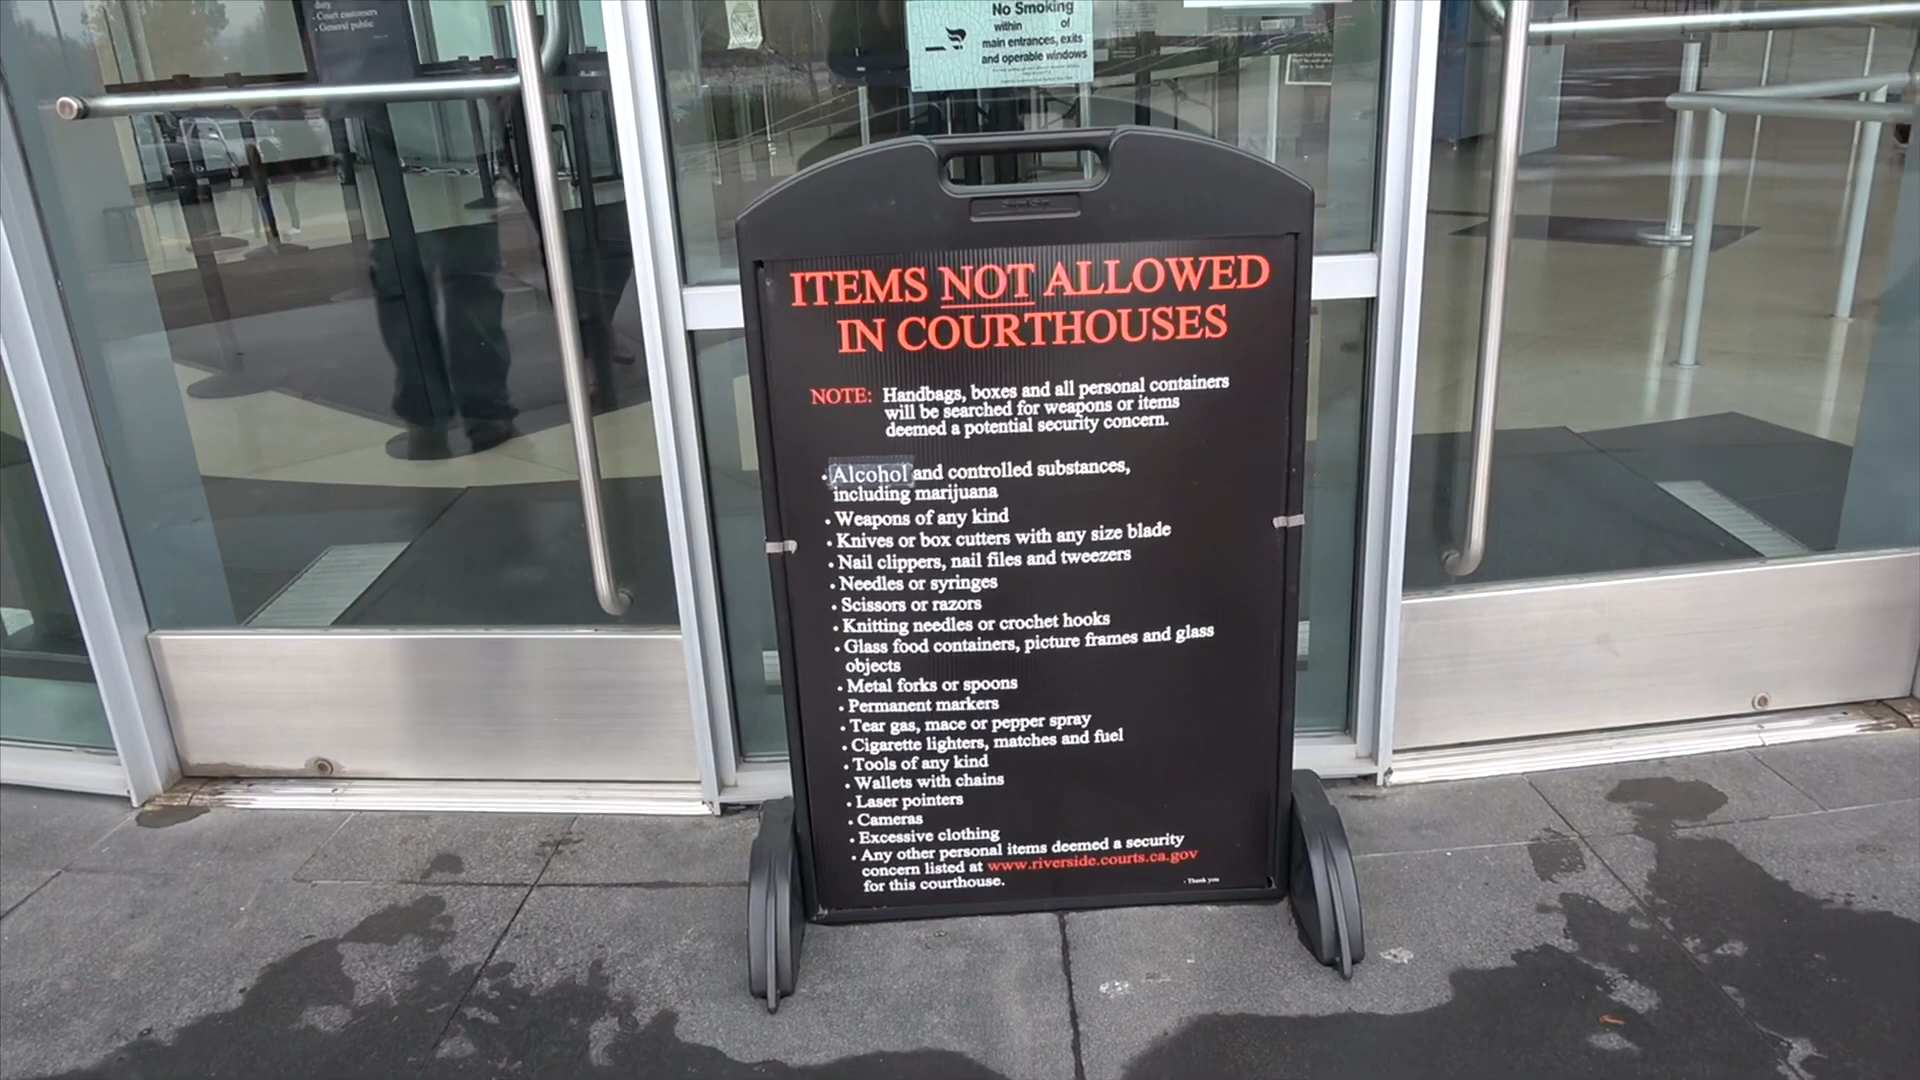 duty
- Court customers
- General public
No Smoking
within of
main entrances, exits
and operable windows
ITEMS NOT ALLOWED
IN COURTHOUSES
NOTE: Handbags, boxes and all personal containers
will be searched for weapons or items
deemed a potential security concern.
• Alcohol and controlled substances,
including marijuana
• Weapons of any kind
• Knives or box cutters with any size blade
• Nail clippers, nail files and tweezers
• Needles or syringes
• Scissors or razors
• Knitting needles or crochet hooks
• Glass food containers, picture frames and glass
objects
• Metal forks or spoons
• Permanent markers
• Tear gas, mace or pepper spray
• Cigarette lighters, matches and fuel
• Tools of any kind
• Wallets with chains
• Laser pointers
• Cameras
• Excessive clothing
• Any other personal items deemed a security
concern listed at www.riverside.courts.ca.gov
for this courthouse.
- Thank you